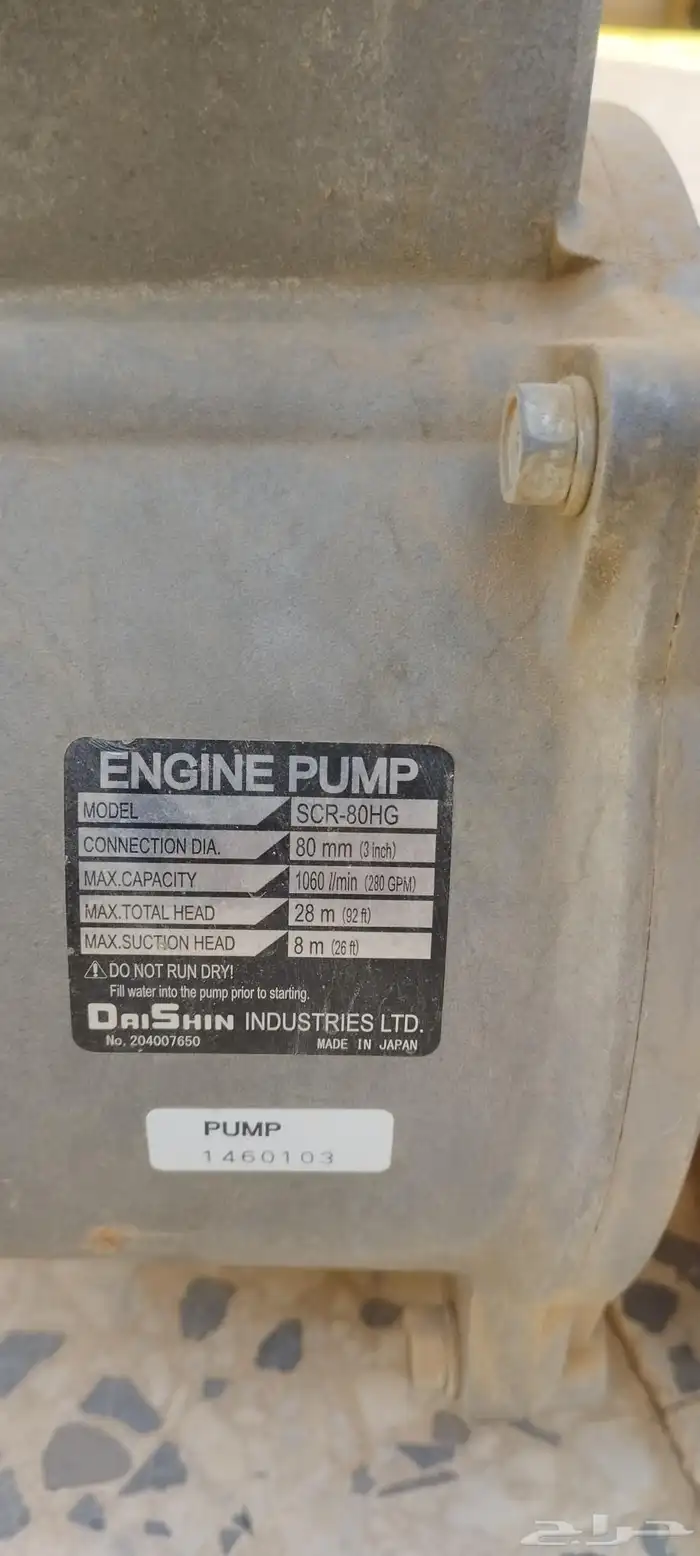 ENGINE PUMP
MODEL SCR-80HG
CONNECTION DIA. 80 mm (3 inch)
MAX.CAPACITY 1060 l/min (280 GPM)
MAX.TOTAL HEAD 28 m (92 ft)
MAX.SUCTION HEAD 8 m (26 ft)
⚠ DO NOT RUN DRY!
Fill water into the pump prior to starting.
DAISHIN INDUSTRIES LTD.
No. 204007650 MADE IN JAPAN
PUMP
1460103
حراج